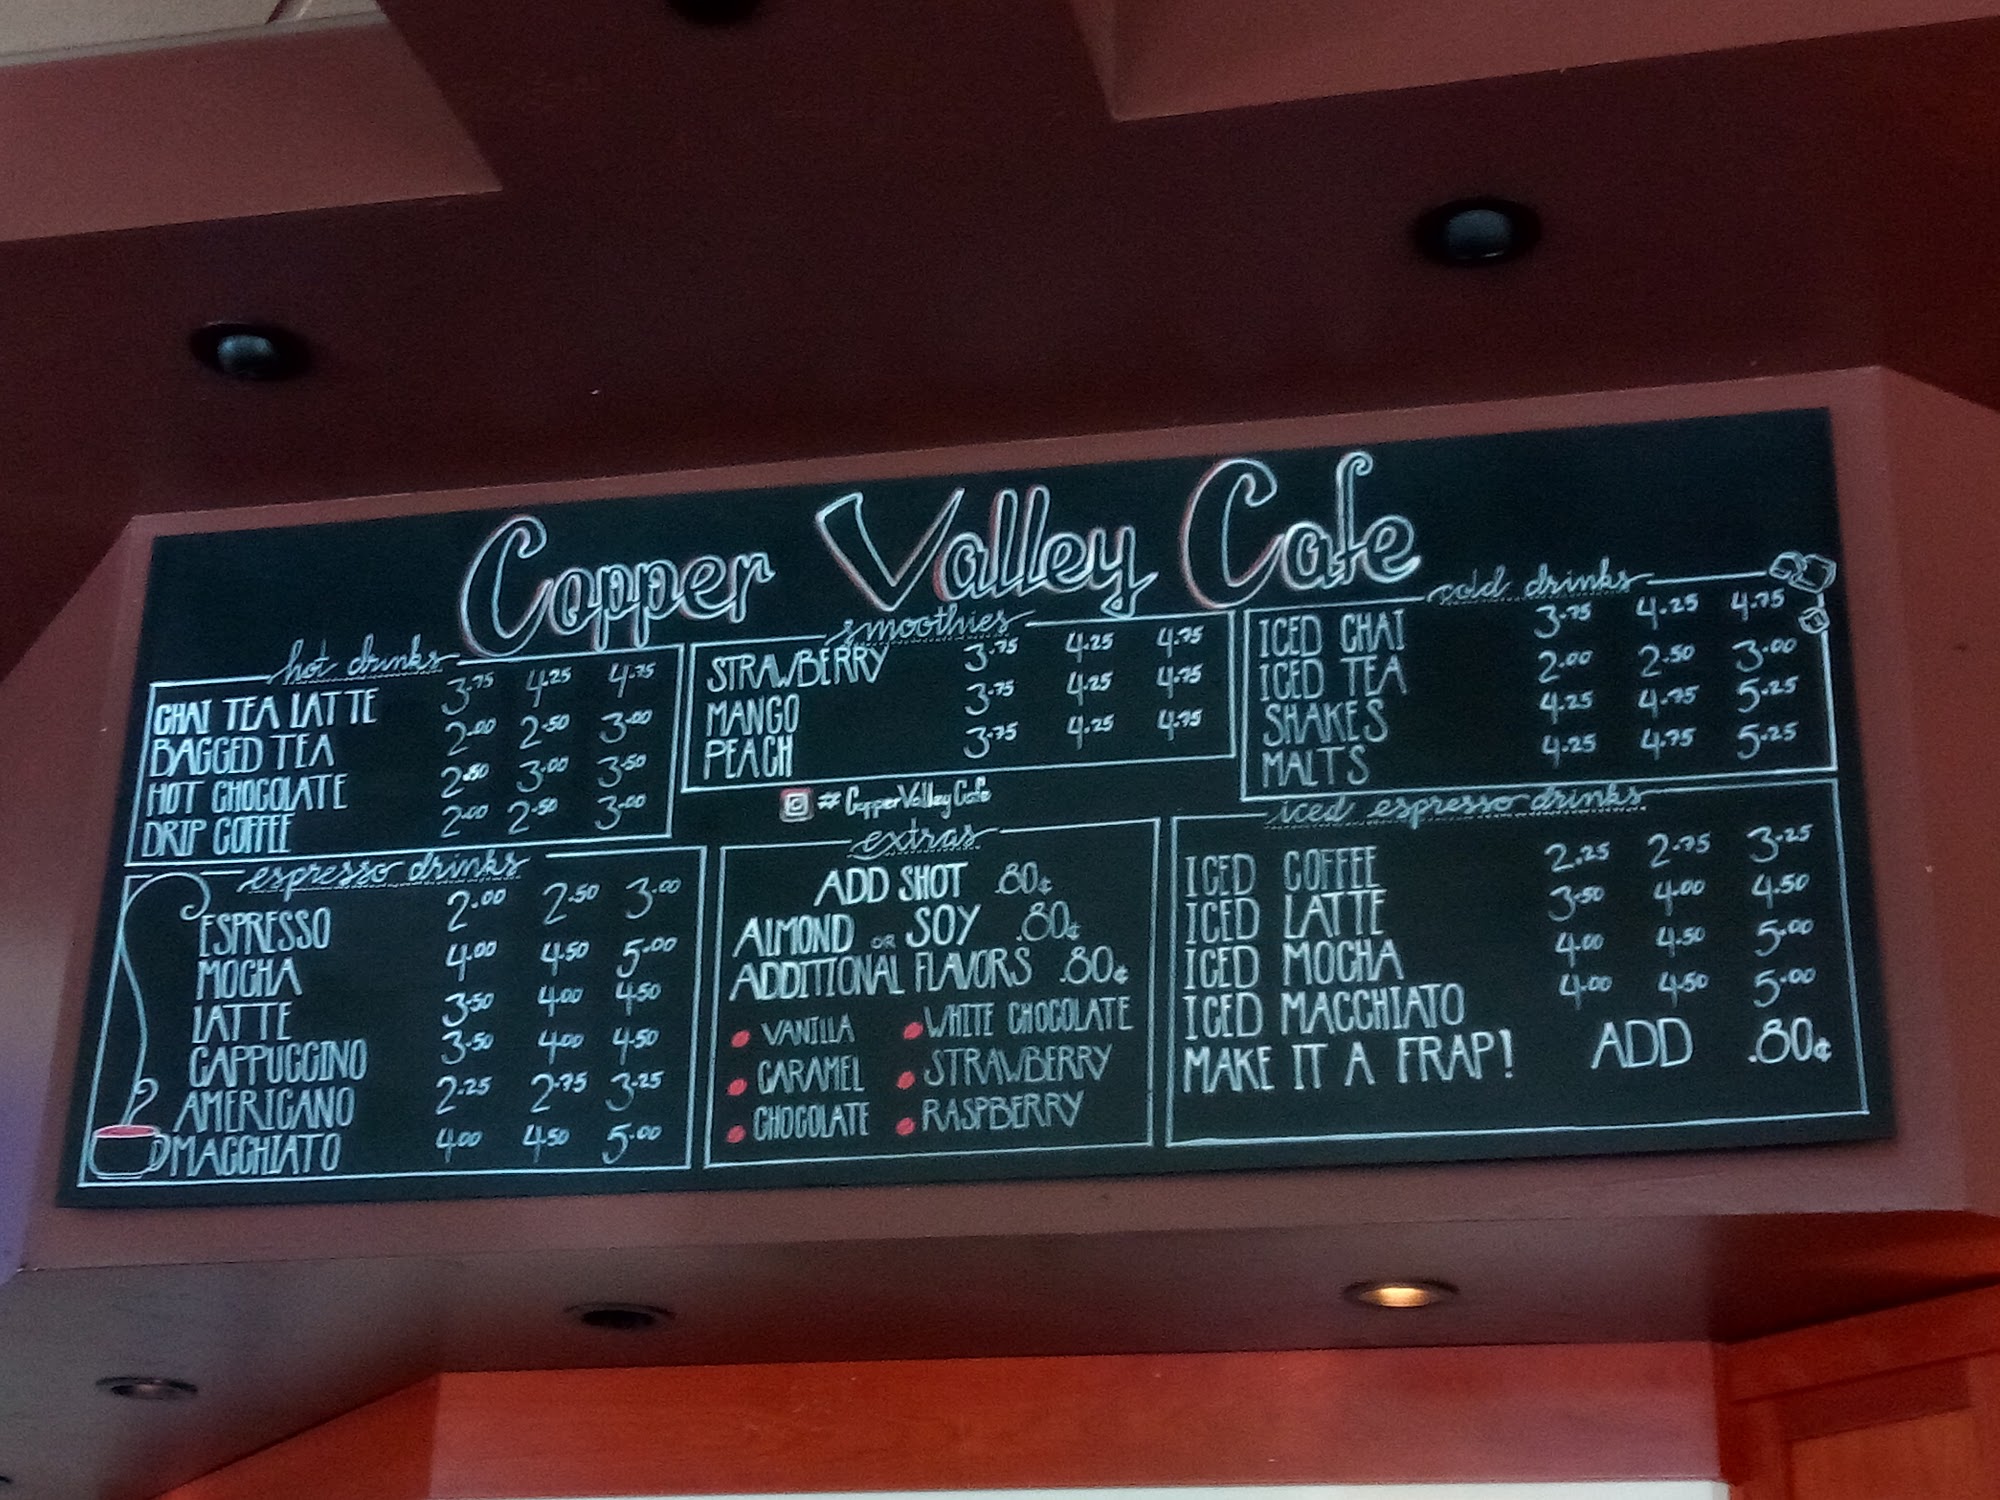 Copper Valley Cafe
hot drinks
CHAI TEA LATTE 3.75 4.25 4.75
BAGGED TEA 2.00 2.50 3.00
HOT CHOCOLATE 2.50 3.00 3.50
DRIP COFFEE 2.00 2.50 3.00
espresso drinks
ESPRESSO 2.00 2.50 3.00
MOCHA 4.00 4.50 5.00
LATTE 3.50 4.00 4.50
CAPPUCCINO 3.50 4.00 4.50
AMERICANO 2.25 2.75 3.25
MACCHIATO 4.00 4.50 5.00
smoothies
STRAWBERRY 3.75 4.25 4.75
MANGO 3.75 4.25 4.75
PEACH 3.75 4.25 4.75
#CopperValleyCafe
extras
ADD SHOT .80¢
ALMOND OR SOY .80¢
ADDITIONAL FLAVORS .80¢
VANILLA WHITE CHOCOLATE
CARAMEL STRAWBERRY
CHOCOLATE RASPBERRY
cold drinks
ICED CHAI 3.75 4.25 4.75
ICED TEA 2.00 2.50 3.00
SHAKES 4.25 4.75 5.25
MALTS 4.25 4.75 5.25
iced espresso drinks
ICED COFFEE 2.25 2.75 3.25
ICED LATTE 3.50 4.00 4.50
ICED MOCHA 4.00 4.50 5.00
ICED MACCHIATO 4.00 4.50 5.00
MAKE IT A FRAP! ADD .80¢